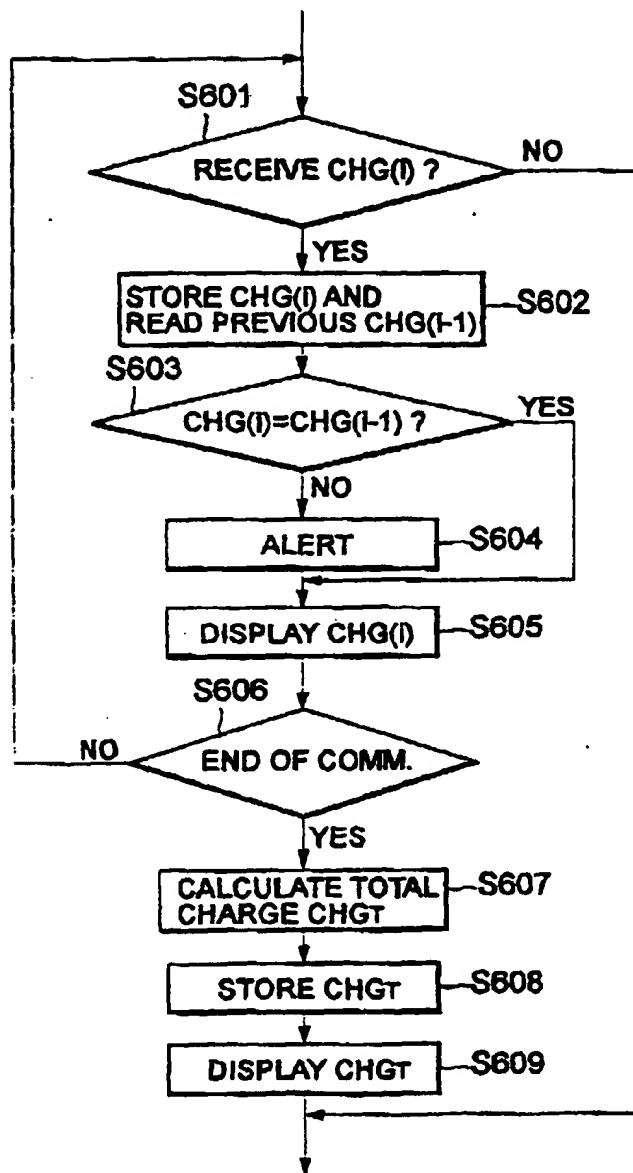 S601
RECEIVE CHG(i) ?
NO
YES
STORE CHG(i) AND
READ PREVIOUS CHG(i-1)
S602
S603
CHG(i)=CHG(i-1) ?
YES
NO
ALERT
S604
DISPLAY CHG(i)
S605
S606
NO
END OF COMM.
YES
CALCULATE TOTAL
CHARGE CHGT
S607
STORE CHGT
S608
DISPLAY CHGT
S609